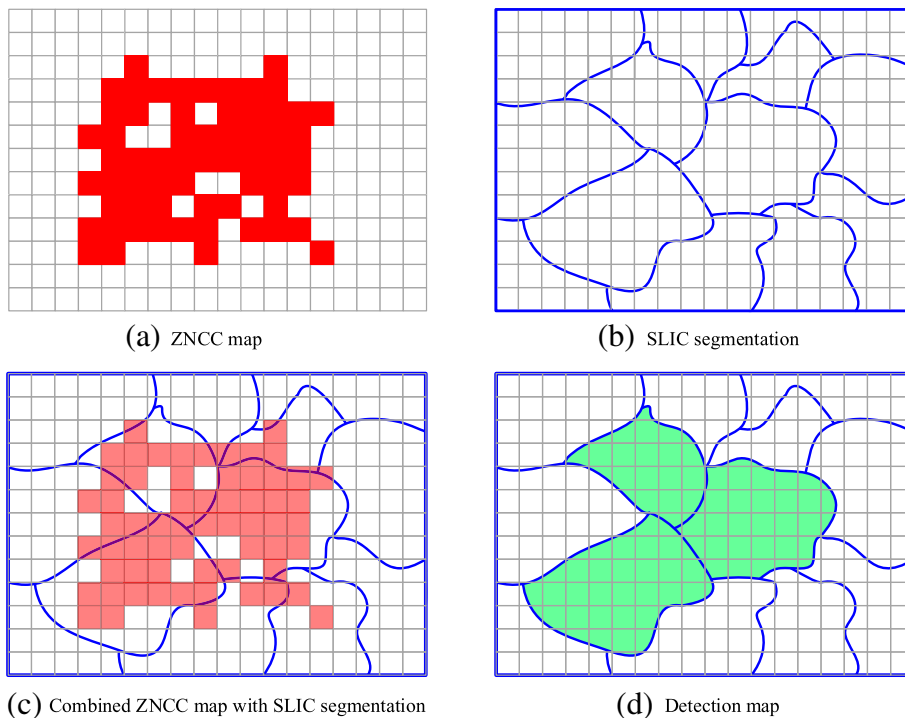 (a) ZNCC map
(b) SLIC segmentation
(c) Combined ZNCC map with SLIC segmentation
(d) Detection map